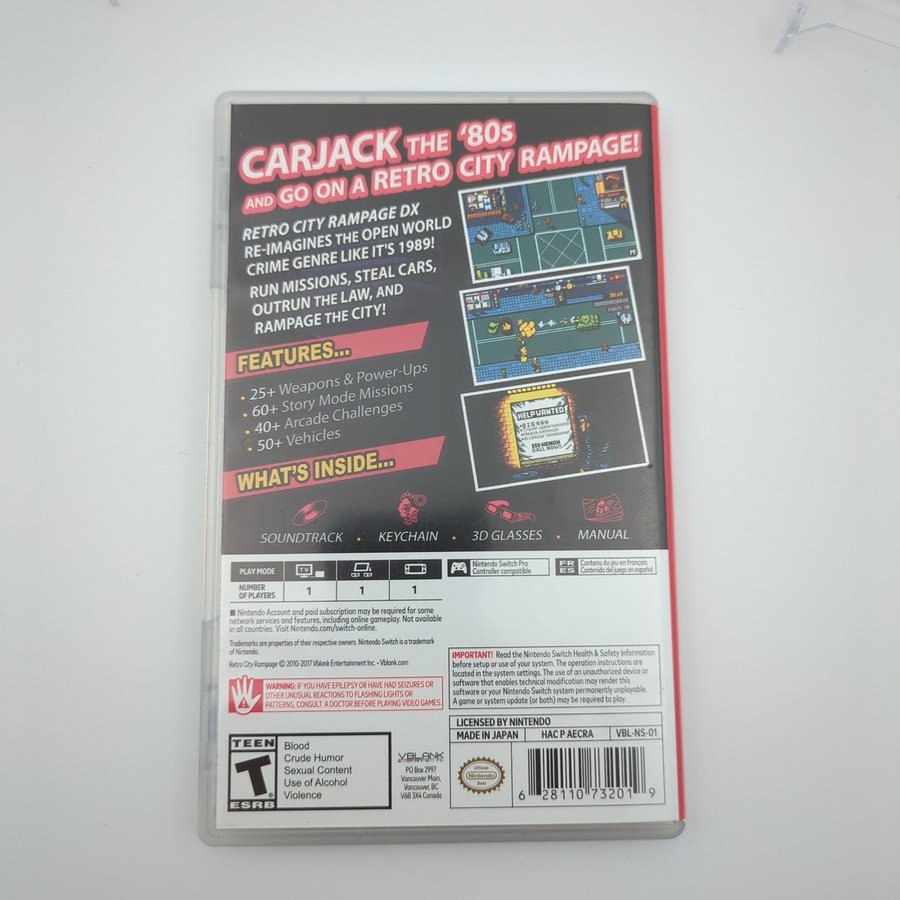 CARJACK THE '80s
AND GO ON A RETRO CITY RAMPAGE!
RETRO CITY RAMPAGE DX
RE-IMAGINES THE OPEN WORLD
CRIME GENRE LIKE IT'S 1989!
RUN MISSIONS, STEAL CARS,
OUTRUN THE LAW, AND
RAMPAGE THE CITY!
FEATURES...
• 25+ Weapons & Power-Ups
• 60+ Story Mode Missions
• 40+ Arcade Challenges
• 50+ Vehicles
HELP WANTED
BIG $$$
CALL NOW!
WHAT'S INSIDE...
SOUNDTRACK • KEYCHAIN • 3D GLASSES • MANUAL
PLAY MODE TV
NUMBER OF PLAYERS 1 1 1
Nintendo Switch Pro
Controller compatible
FR Contenu du jeu en français
ES Contenido del juego en español
■ Nintendo Account and paid subscription may be required for some
network services and features, including online gameplay. Not available
in all countries. Visit Nintendo.com/switch-online.
Trademarks are properties of their respective owners. Nintendo Switch is a trademark
of Nintendo.
Retro City Rampage © 2010-2017 Vblank Entertainment Inc. • Vblank.com
WARNING: IF YOU HAVE EPILEPSY OR HAVE HAD SEIZURES OR
OTHER UNUSUAL REACTIONS TO FLASHING LIGHTS OR
PATTERNS, CONSULT A DOCTOR BEFORE PLAYING VIDEO GAMES.
IMPORTANT! Read the Nintendo Switch Health & Safety Information
before setup or use of your system. The operation instructions are
located in the system settings. The use of an unauthorized device or
software that enables technical modification may render this
software or your Nintendo Switch system permanently unplayable.
A game or system update (or both) may be required to play.
LICENSED BY NINTENDO
MADE IN JAPAN HAC P AECRA VBL-NS-01
TEEN
T
ESRB
Blood
Crude Humor
Sexual Content
Use of Alcohol
Violence
VBLANK
ENTERTAINMENT
PO Box 2997
Vancouver Main,
Vancouver, BC
V6B 3X4 Canada
Official
Nintendo
Seal
6 28110 73201 9